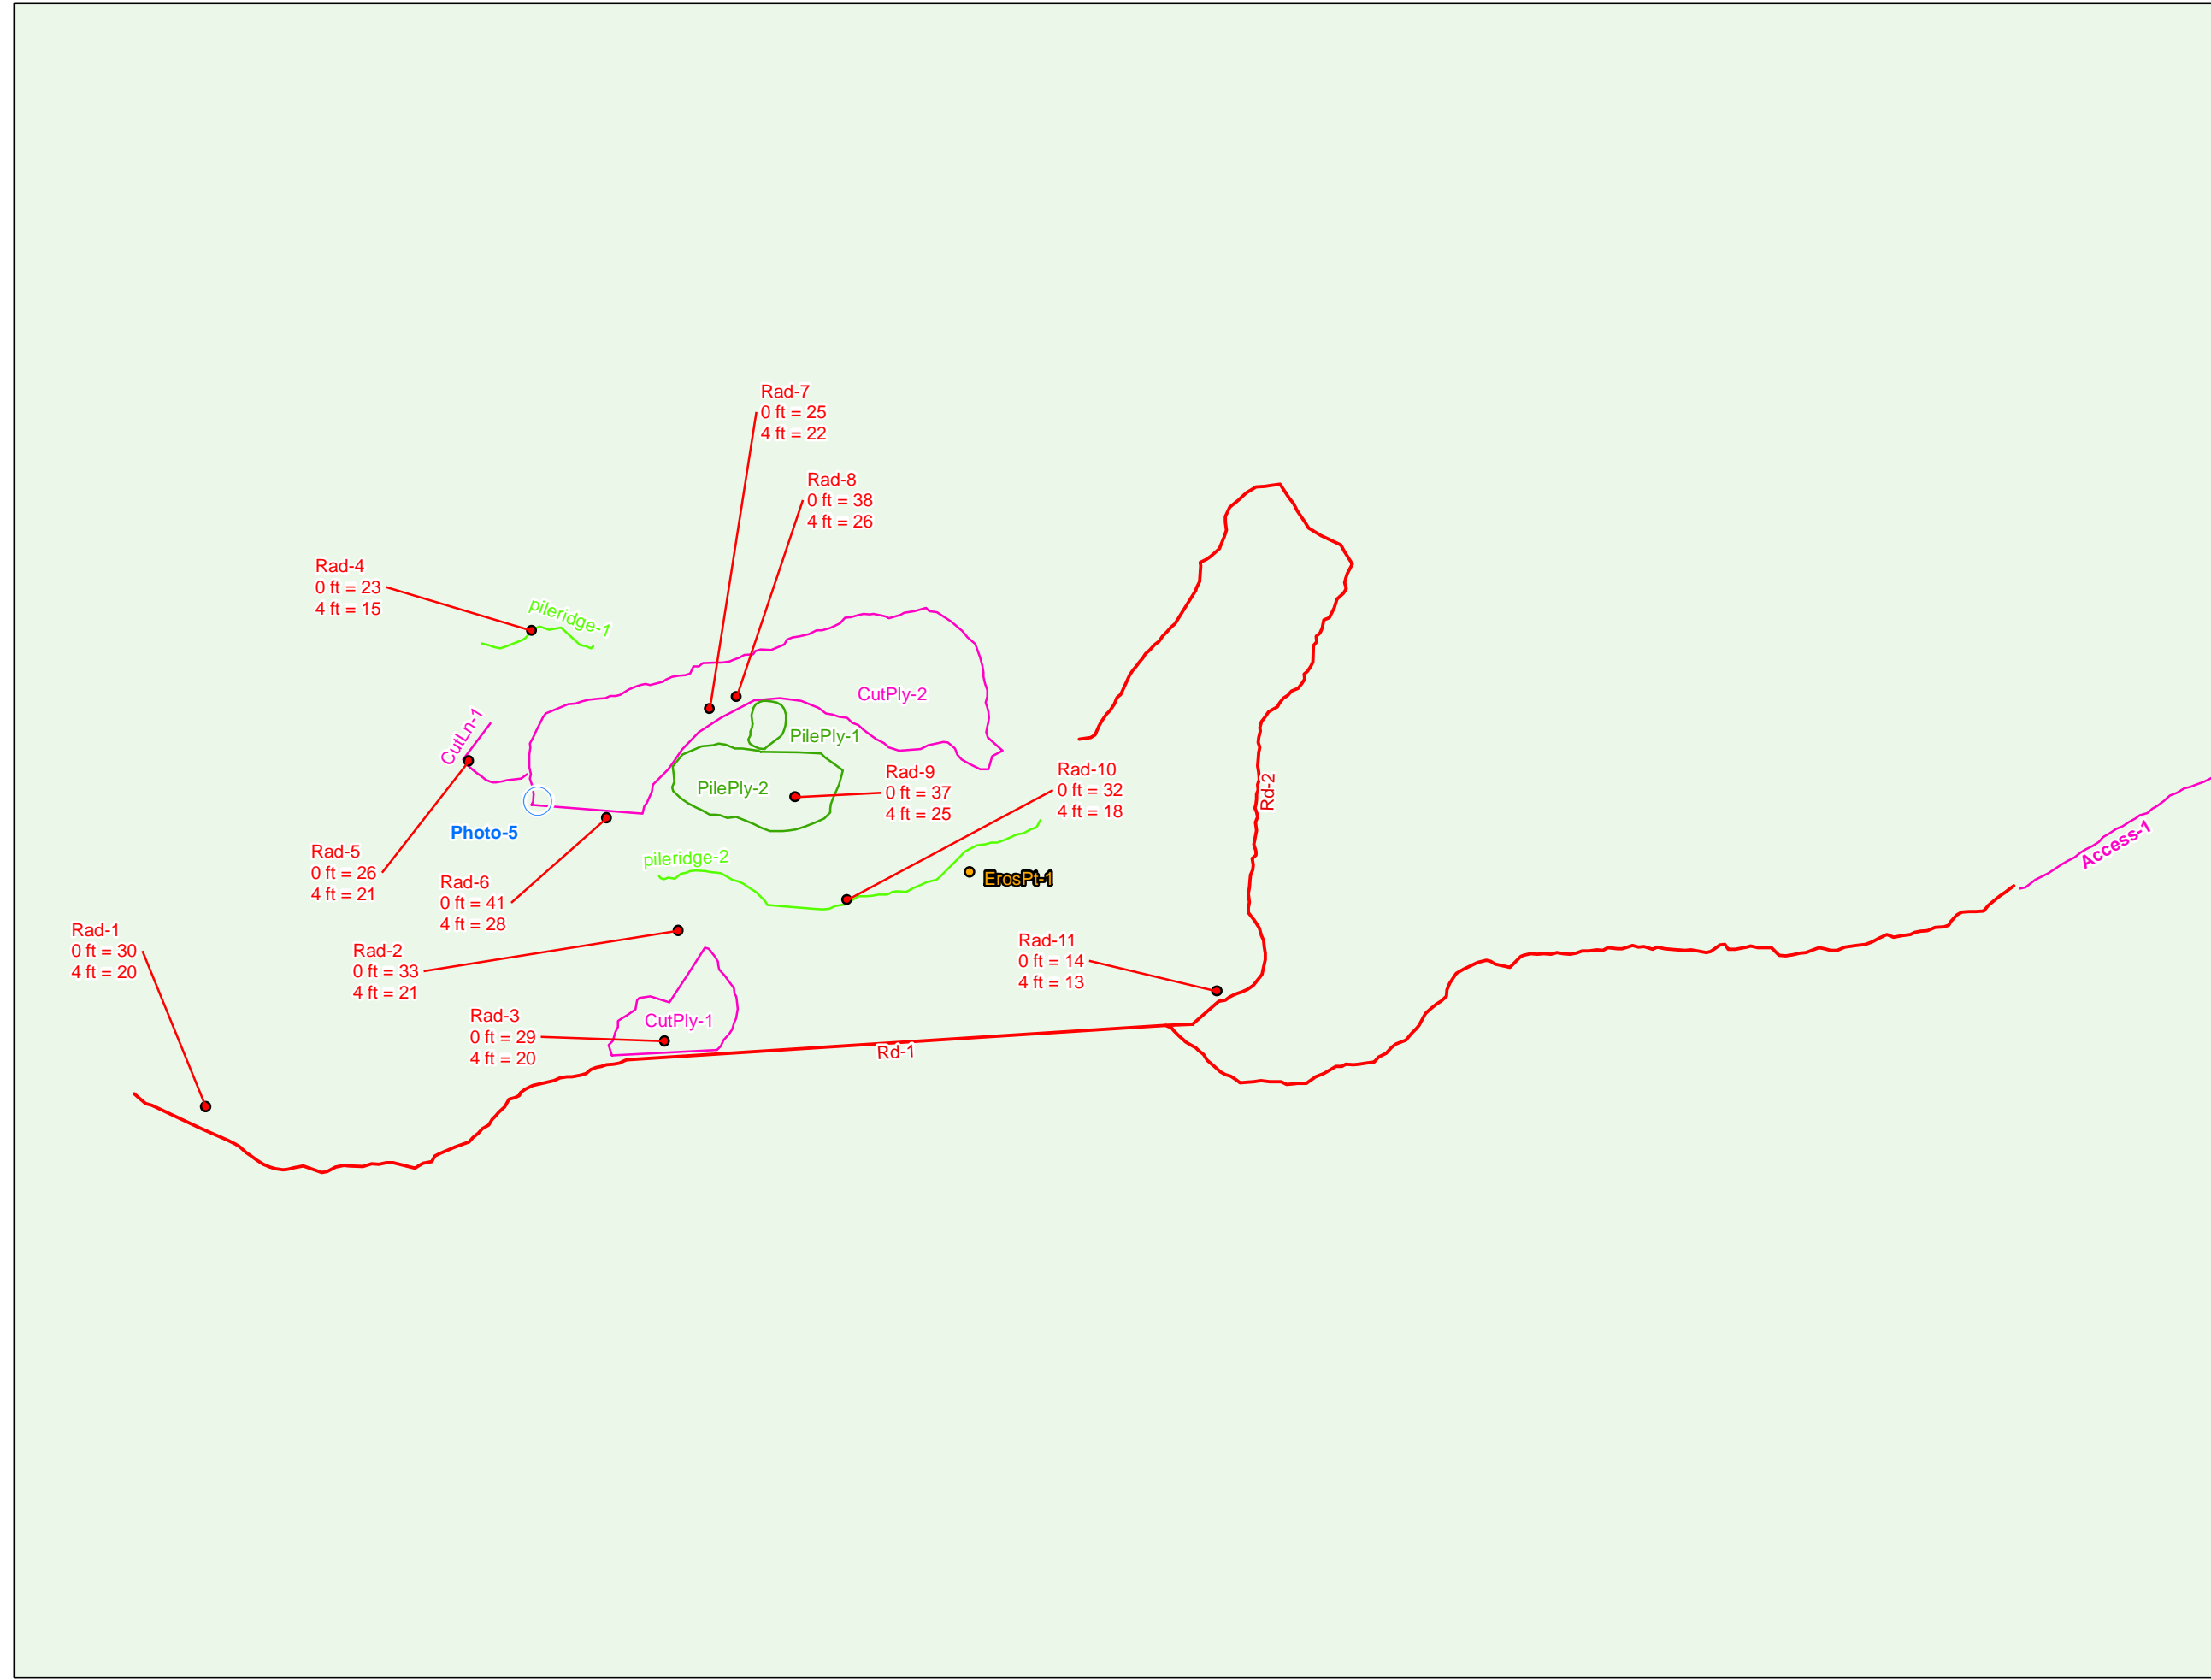 Rad-7
0 ft = 25
4 ft = 22
Rad-8
0 ft = 38
4 ft = 26
Rad-4
0 ft = 23
4 ft = 15
pileridge-1
CutPly-2
CutLn-1
PilePly-1
PilePly-2
Rad-9
0 ft = 37
4 ft = 25
Rad-10
0 ft = 32
4 ft = 18
Rd-2
Photo-5
Access-1
Rad-5
0 ft = 26
4 ft = 21
pileridge-2
Rad-6
0 ft = 41
4 ft = 28
ErosPt-1
Rad-1
0 ft = 30
4 ft = 20
Rad-2
0 ft = 33
4 ft = 21
Rad-11
0 ft = 14
4 ft = 13
Rad-3
0 ft = 29
4 ft = 20
CutPly-1
Rd-1